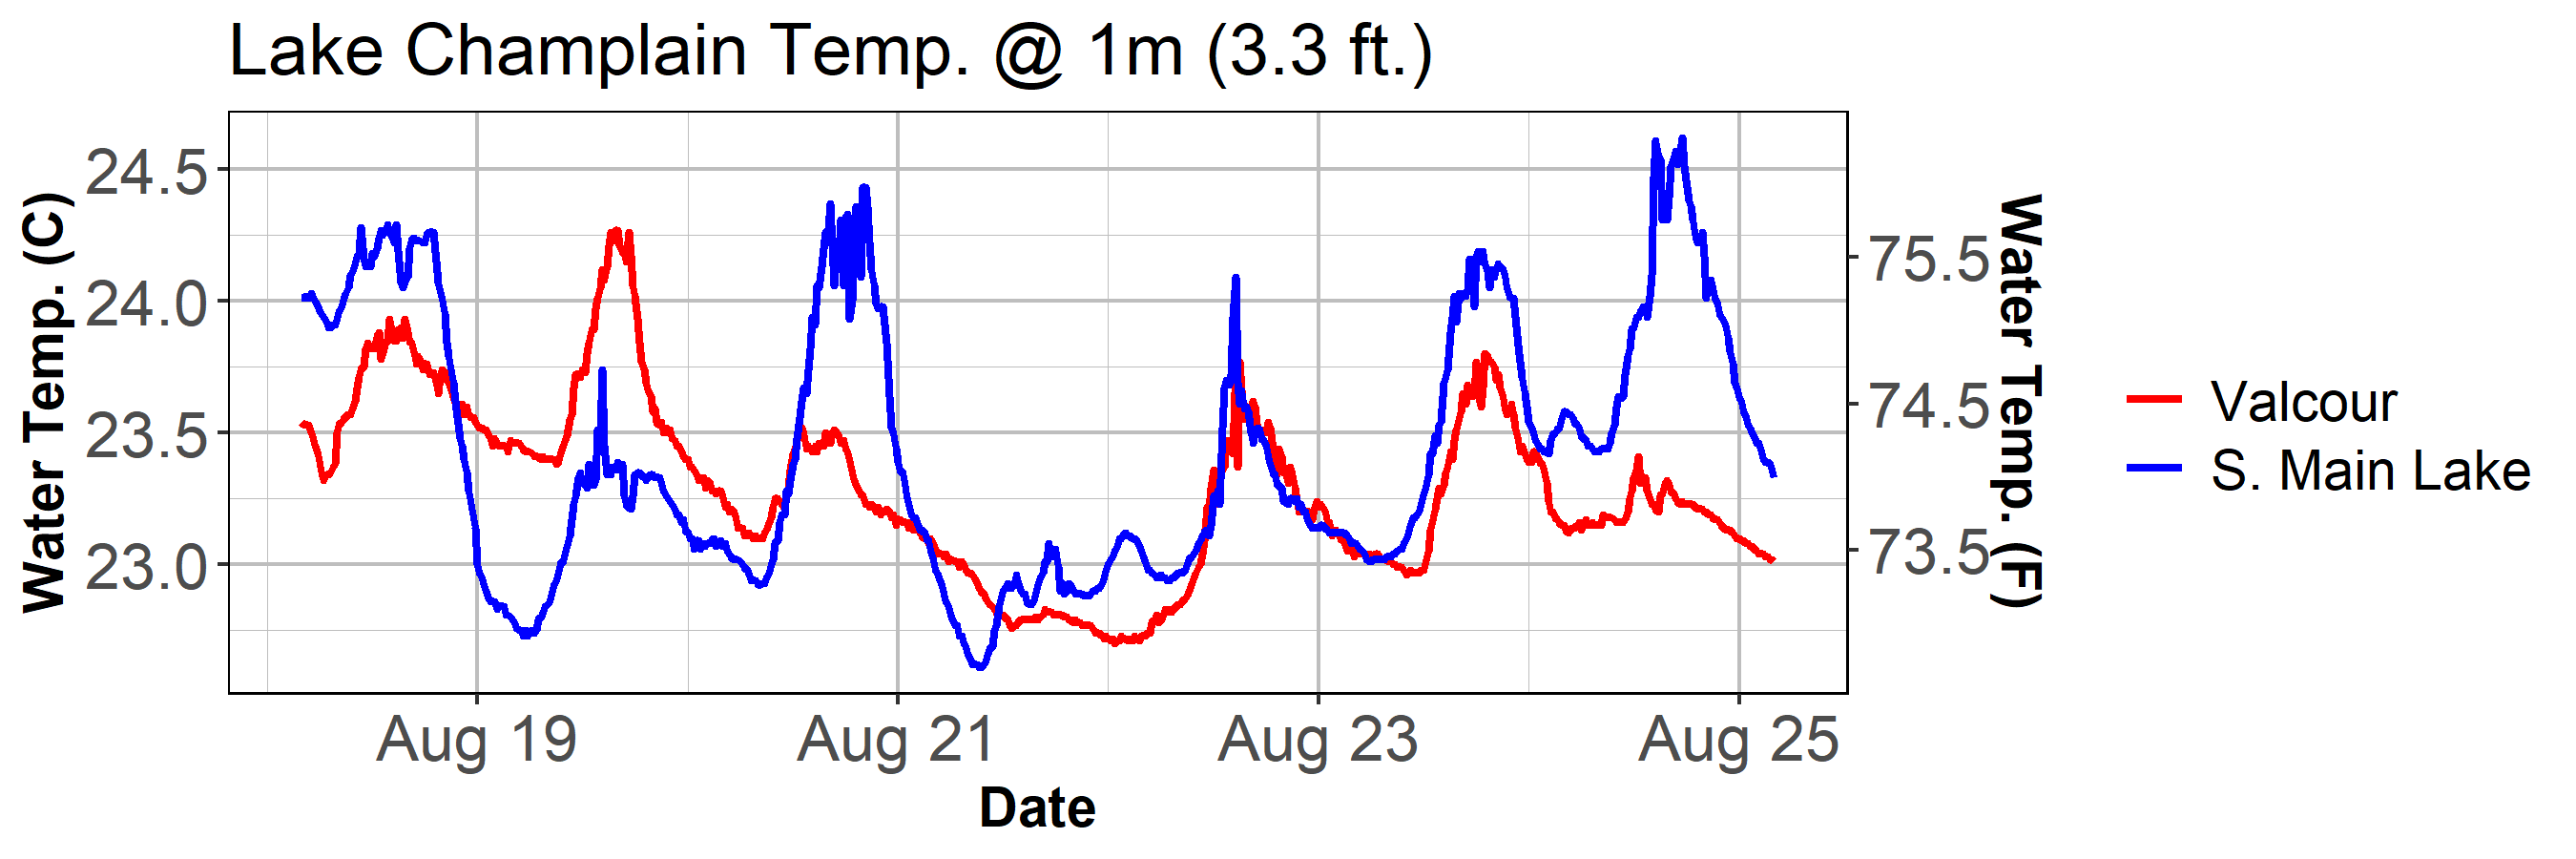 Lake Champlain Temp. @ 1m (3.3 ft.)
Water Temp. (C)
24.5
24.0
23.5
23.0
75.5
74.5
73.5
Water Temp. (F)
Valcour
S. Main Lake
Aug 19
Aug 21
Aug 23
Aug 25
Date